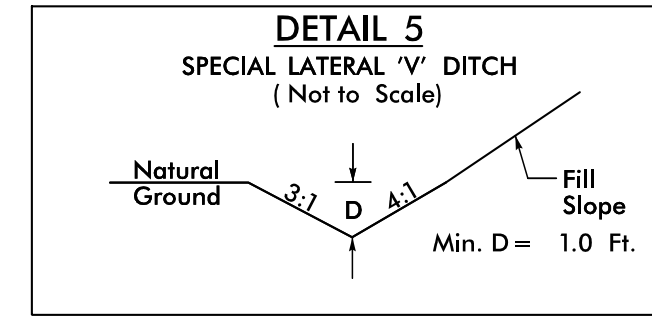 DETAIL 5
SPECIAL LATERAL 'V' DITCH
( Not to Scale)
Natural
Ground
3:1
D
4:1
Fill
Slope
Min. D = 1.0 Ft.